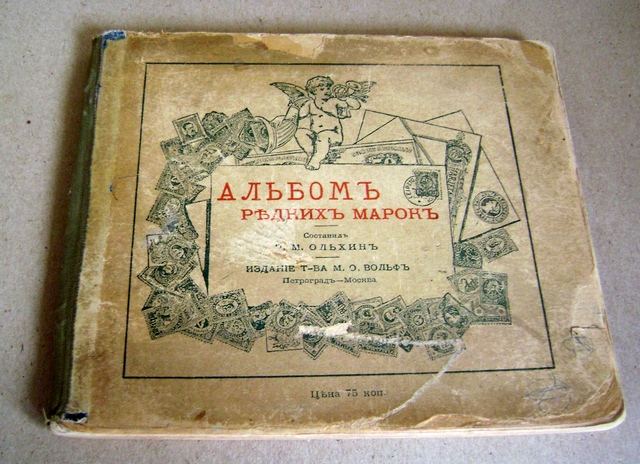 АЛЬБОМЪ
РѢДКИХЪ МАРОКЪ
Составилъ
М. ОЛЬХИНЪ
ИЗДАНІЕ Т-ВА М. О. ВОЛЬФЪ
Петроградъ—Москва
Цѣна 75 коп